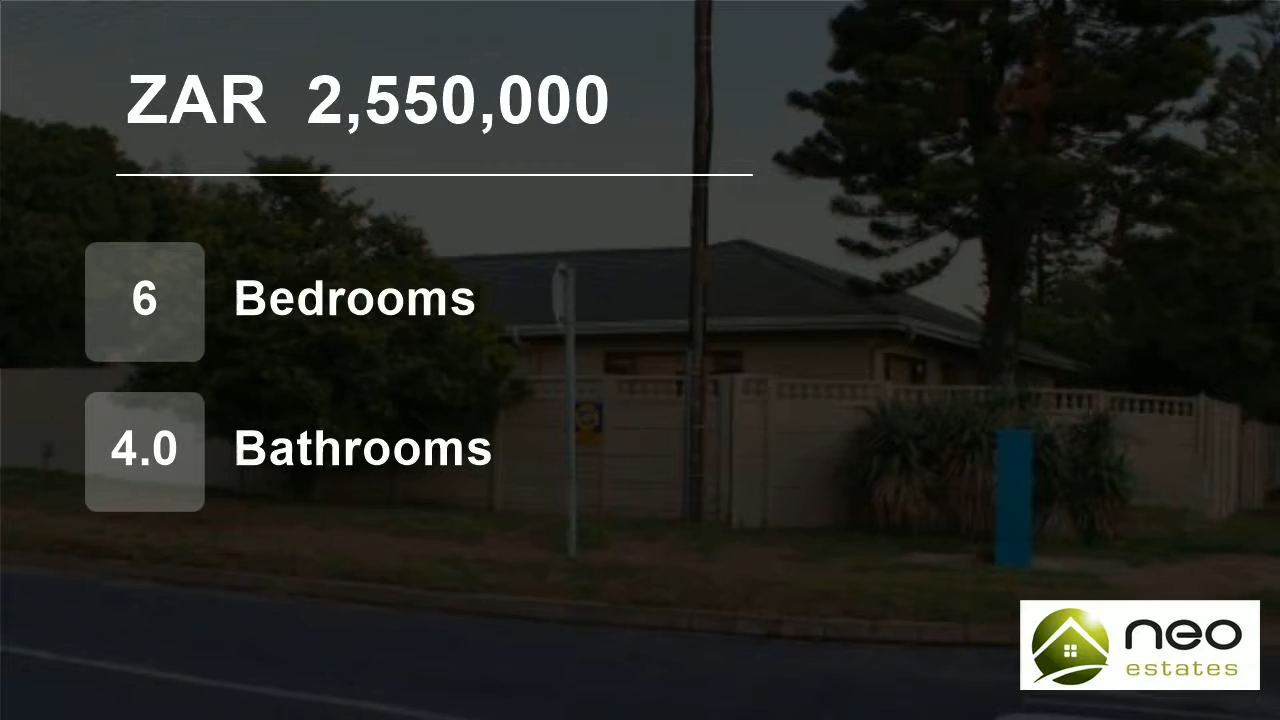 ZAR 2,550,000
6 Bedrooms
4.0 Bathrooms
neo
estates